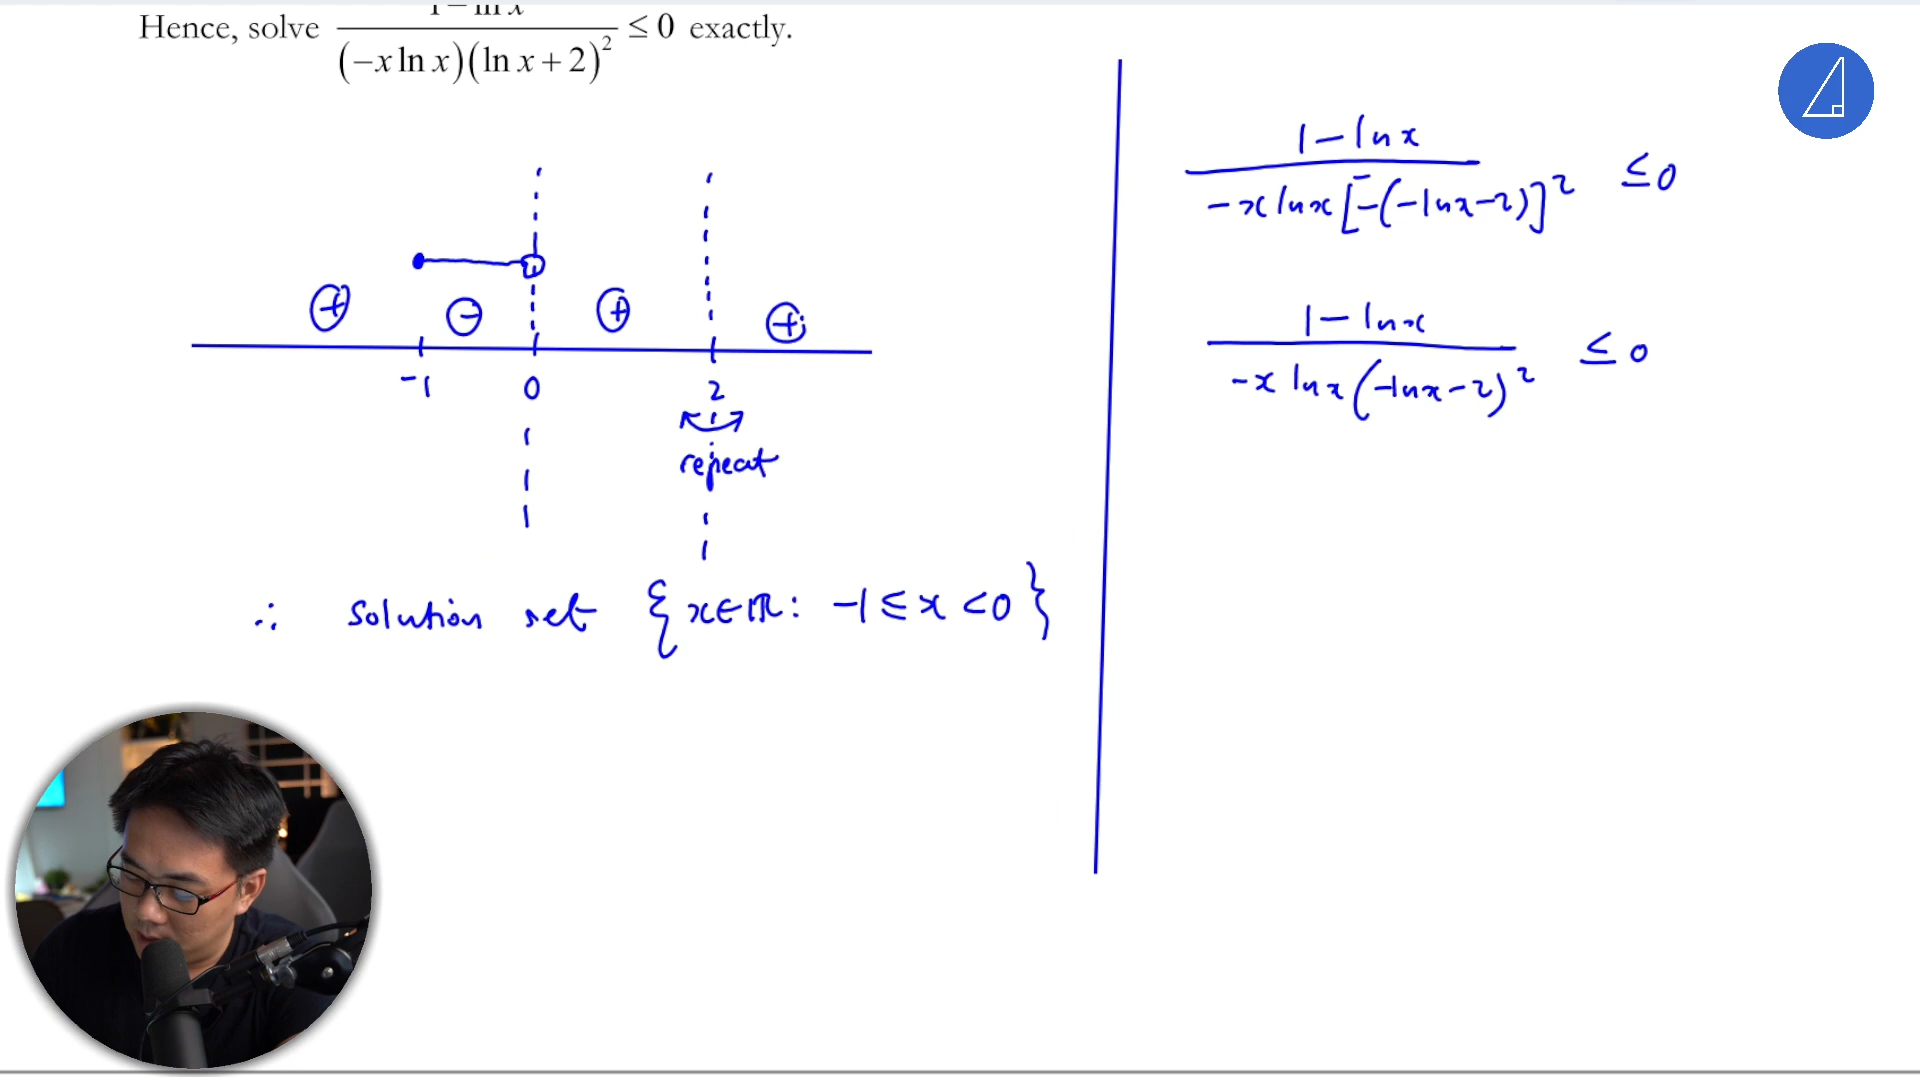 1 − ln x
Hence, solve ——— ≤ 0 exactly.
(−x ln x)(ln x + 2)²
-1 0 2
repeat
∴ solution set {x∈ℝ: -1 ≤ x < 0}
1 - ln x
-x ln x [-(-ln x - 2)]² ≤ 0
1 - ln x
-x ln x (-ln x - 2)² ≤ 0